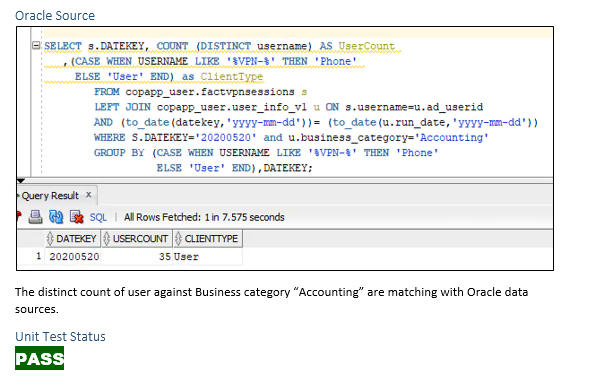 Oracle Source
SELECT s.DATEKEY, COUNT (DISTINCT username) AS UserCount
,(CASE WHEN USERNAME LIKE '%VPN-%' THEN 'Phone'
ELSE 'User' END) as ClientType
FROM copapp_user.factvpnsessions s
LEFT JOIN copapp_user.user_info_v1 u ON s.username=u.ad_userid
AND (to_date(datekey,'yyyy-mm-dd'))= (to_date(u.run_date,'yyyy-mm-dd'))
WHERE S.DATEKEY='20200520' and u.business_category='Accounting'
GROUP BY (CASE WHEN USERNAME LIKE '%VPN-%' THEN 'Phone'
ELSE 'User' END),DATEKEY;
Query Result x
SQL | All Rows Fetched: 1 in 7.575 seconds
DATEKEY USERCOUNT CLIENTTYPE
1 20200520 35 User
The distinct count of user against Business category “Accounting” are matching with Oracle data
sources.
Unit Test Status
PASS